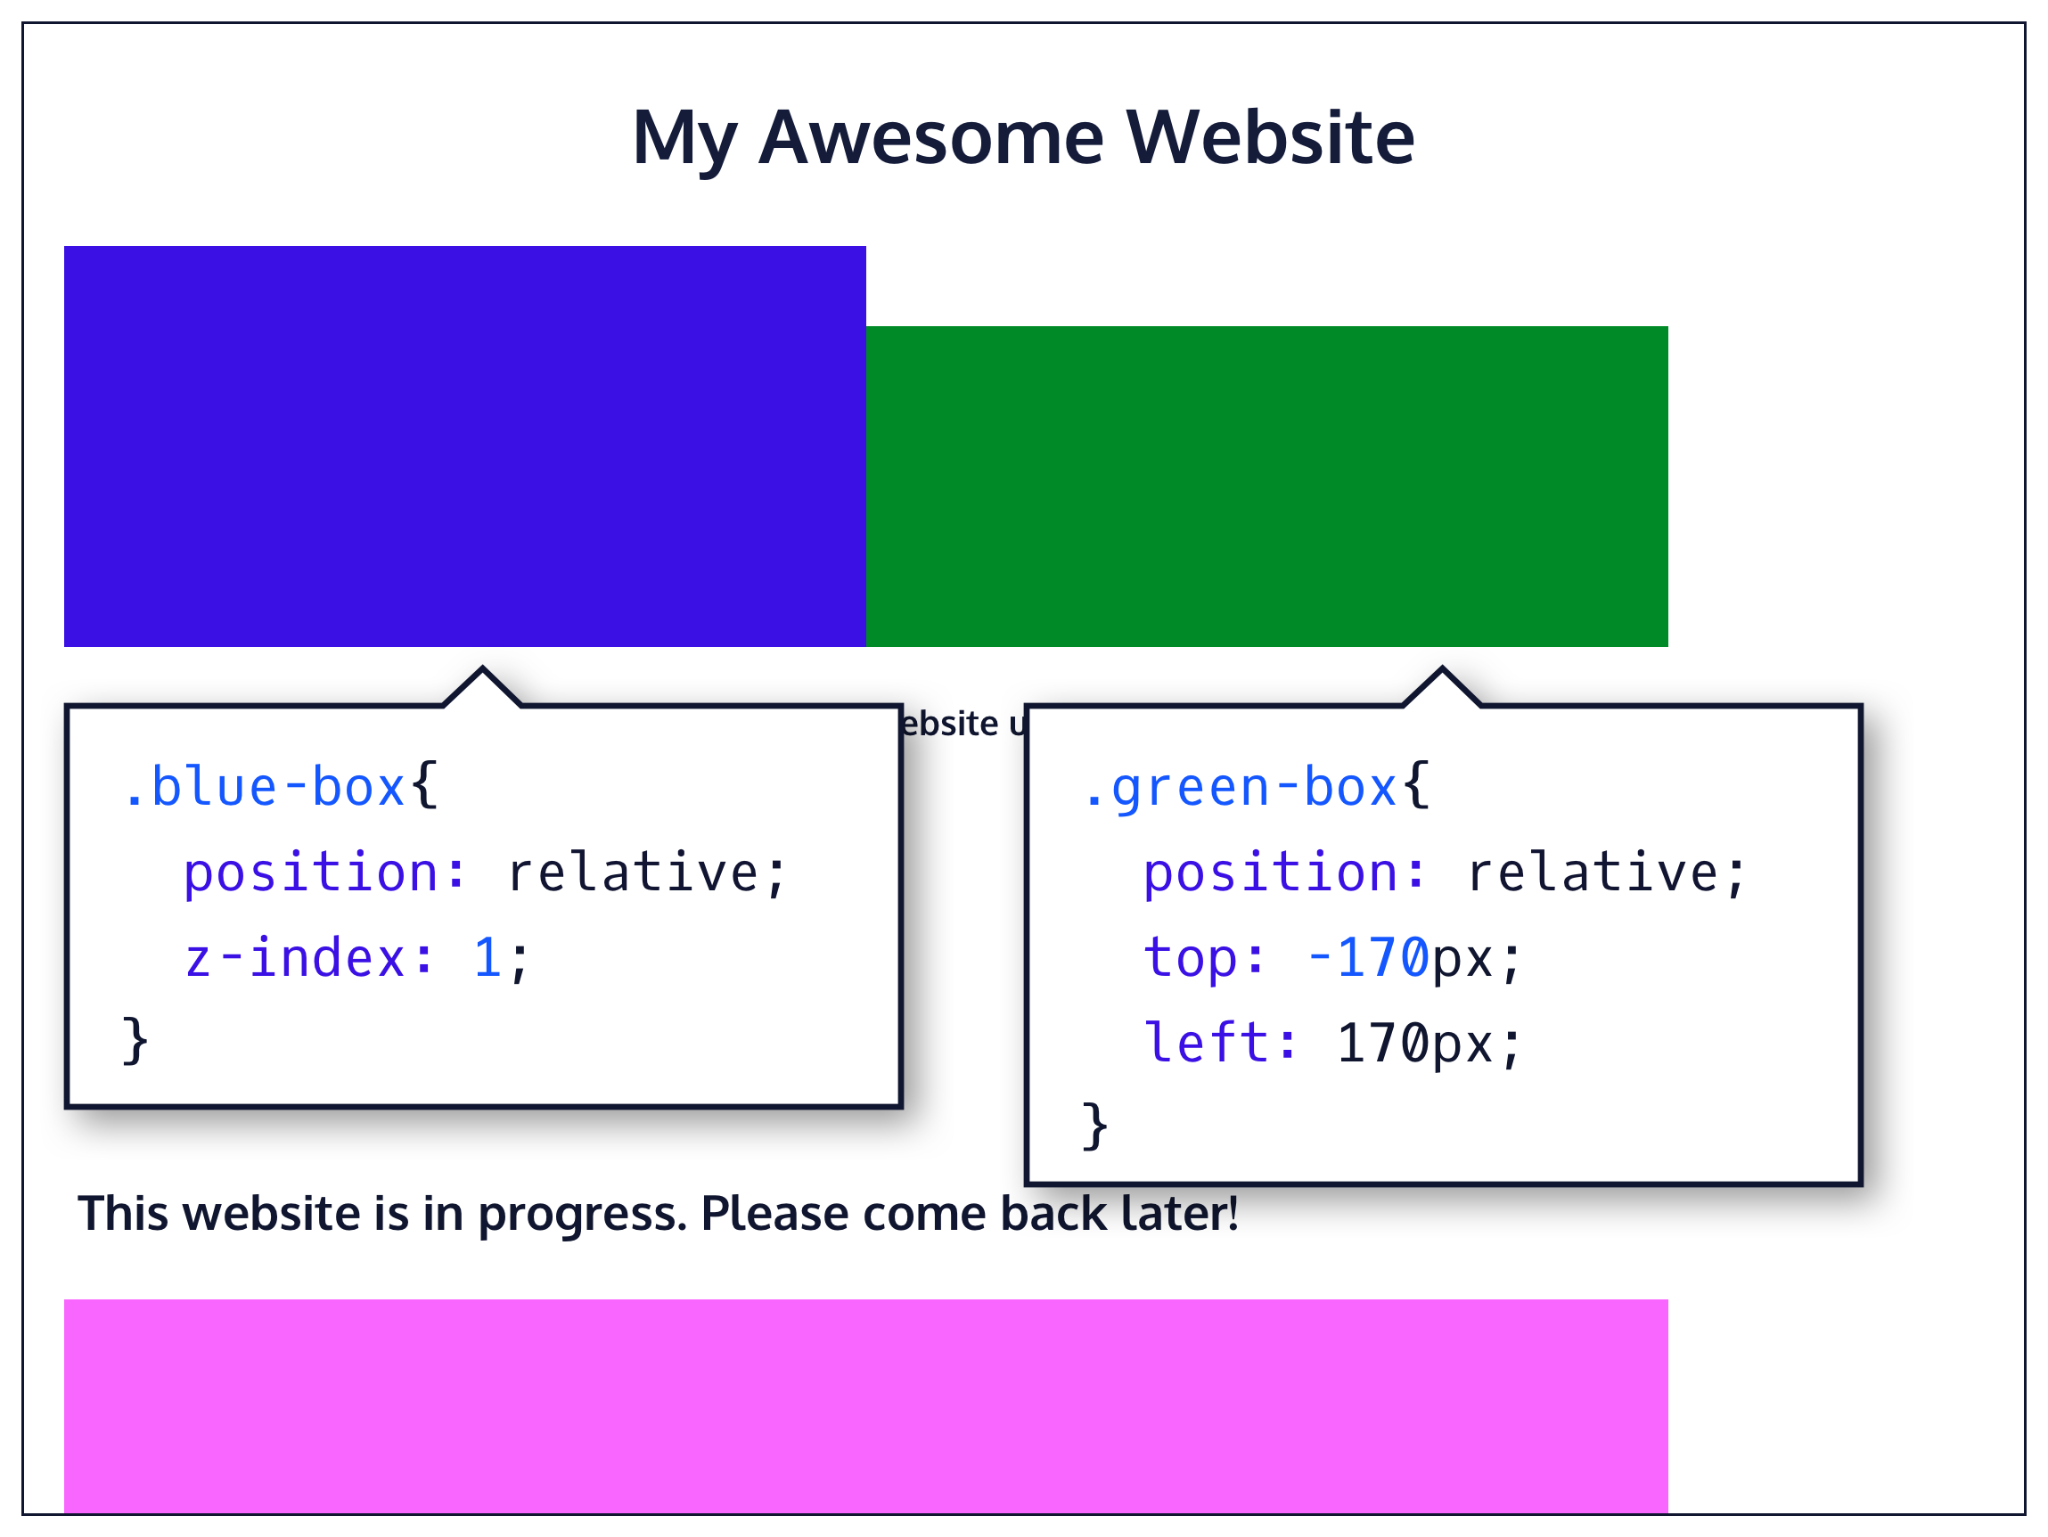 My Awesome Website
.blue-box{
position: relative;
z-index: 1;
}
.green-box{
position: relative;
top: -170px;
left: 170px;
}
This website is in progress. Please come back later!